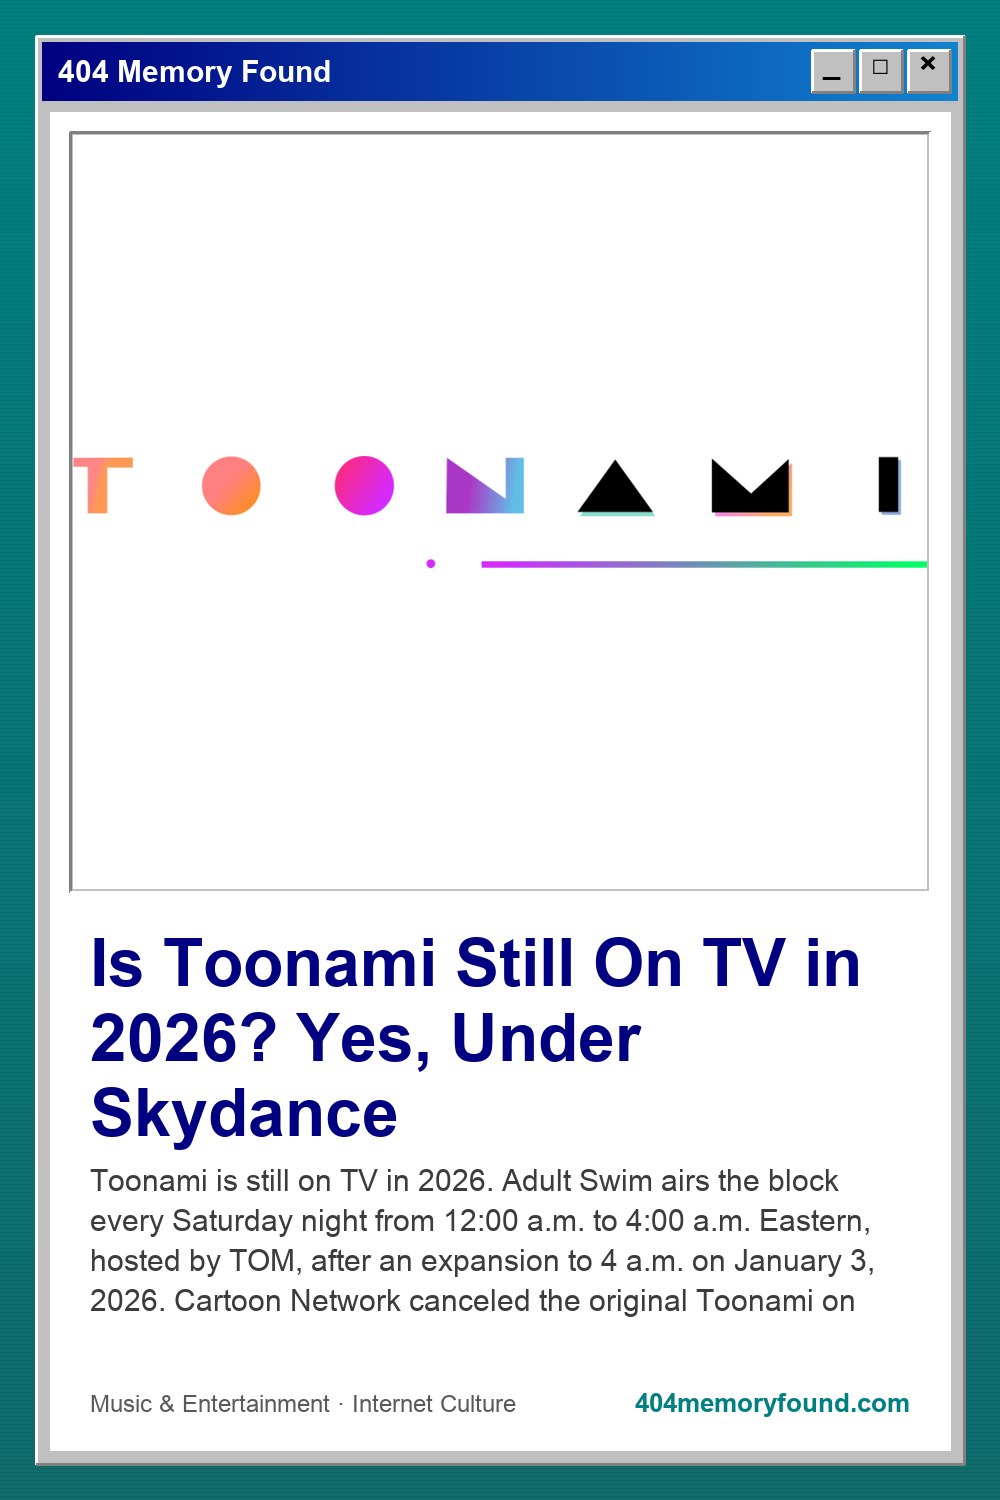 404 Memory Found
TOONAMI
Is Toonami Still On TV in
2026? Yes, Under
Skydance
Toonami is still on TV in 2026. Adult Swim airs the block
every Saturday night from 12:00 a.m. to 4:00 a.m. Eastern,
hosted by TOM, after an expansion to 4 a.m. on January 3,
2026. Cartoon Network canceled the original Toonami on
Music & Entertainment · Internet Culture
404memoryfound.com